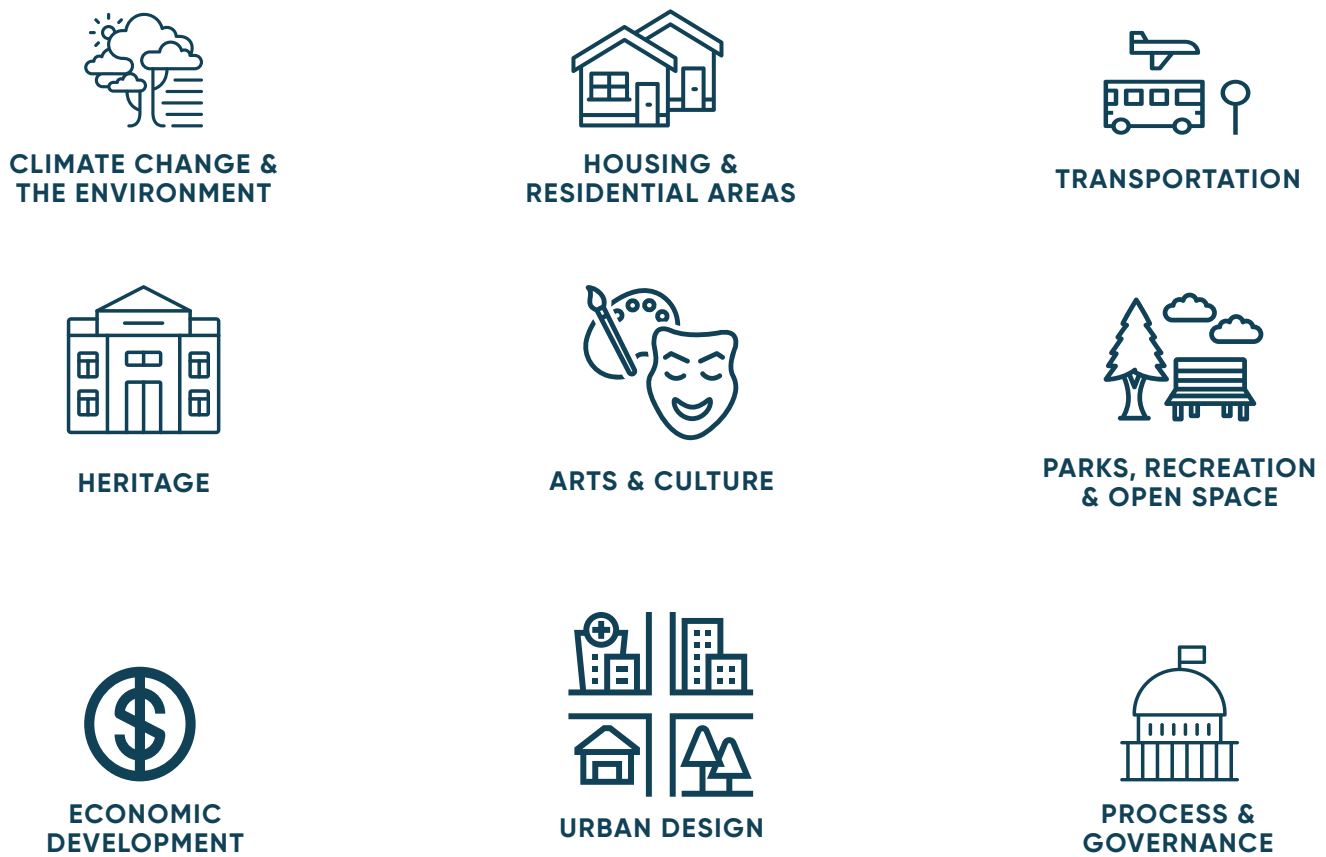 CLIMATE CHANGE &
THE ENVIRONMENT
HOUSING &
RESIDENTIAL AREAS
TRANSPORTATION
HERITAGE
ARTS & CULTURE
PARKS, RECREATION
& OPEN SPACE
ECONOMIC
DEVELOPMENT
URBAN DESIGN
PROCESS &
GOVERNANCE